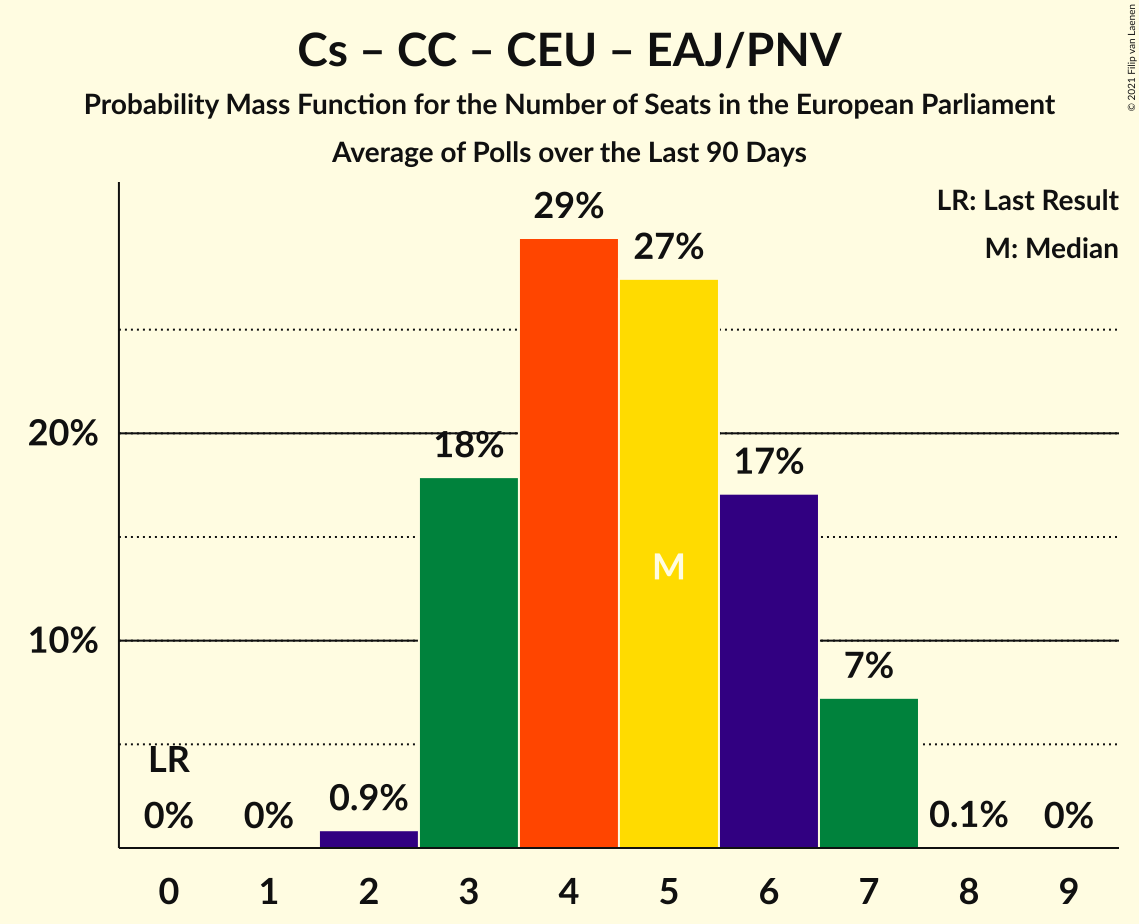 Cs – CC – CEU – EAJ/PNV
Probability Mass Function for the Number of Seats in the European Parliament
Average of Polls over the Last 90 Days
© 2021 Filip van Laenen
LR: Last Result
M: Median
29%
27%
20%
18%
17%
M
10%
7%
LR
0%
0%
0.9%
0.1%
0%
0 1 2 3 4 5 6 7 8 9